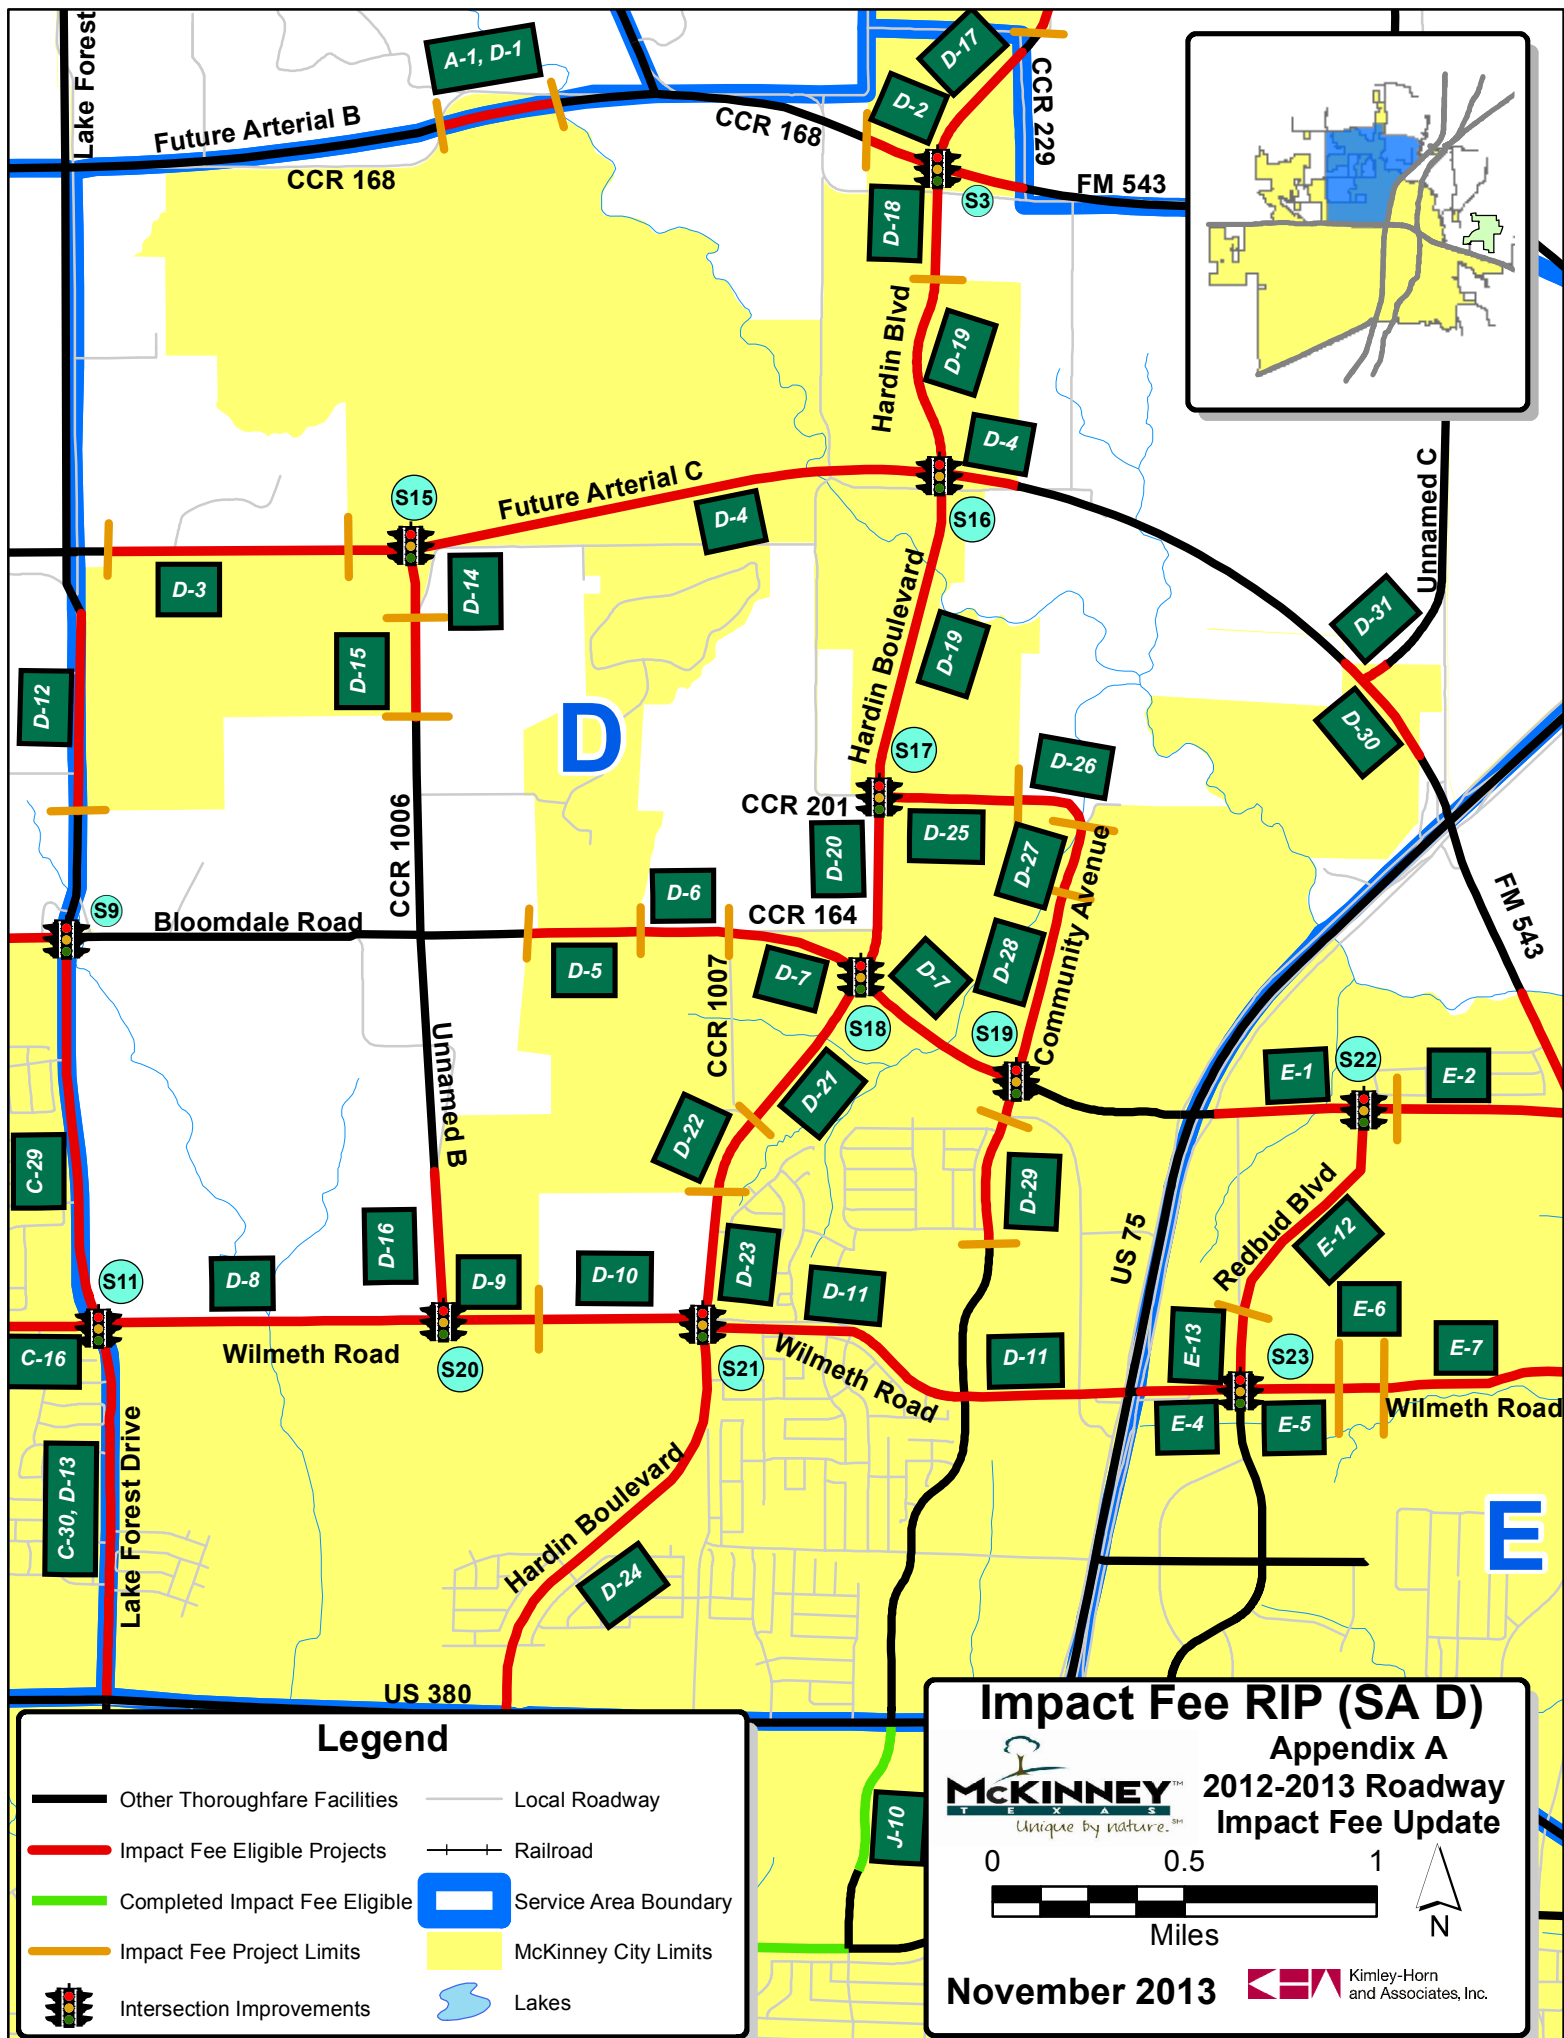 Lake Forest
A-1, D-1
D-17
D-2
CCR 229
Future Arterial B
CCR 168
CCR 168
FM 543
S3
D-18
Hardin Blvd
D-19
D-4
Unnamed C
S15
Future Arterial C
D-4
S16
D-3
D-14
D-31
D-15
D-12
Hardin Boulevard
D-19
D
D-30
S17
D-26
CCR 201
D-25
D-20
D-27
CCR 1006
Community Avenue
D-6
S9
Bloomdale Road
CCR 164
FM 543
D-5
D-7
D-7
D-28
CCR 1007
S18
S19
S22
E-1
E-2
Unnamed B
D-21
D-22
C-29
D-29
Redbud Blvd
E-12
US 75
D-16
D-23
S11
D-8
D-9
D-10
D-11
E-6
E-13
S23
E-7
C-16
Wilmeth Road
S20
S21
Wilmeth Road
D-11
E-4
E-5
Wilmeth Road
C-30, D-13
Lake Forest Drive
Hardin Boulevard
D-24
E
US 380
J-10
Legend
Other Thoroughfare Facilities
Local Roadway
Impact Fee Eligible Projects
Railroad
Completed Impact Fee Eligible
Service Area Boundary
Impact Fee Project Limits
McKinney City Limits
Intersection Improvements
Lakes
Impact Fee RIP (SA D)
Appendix A
2012-2013 Roadway
Impact Fee Update
McKINNEY™
TEXAS
Unique by nature.℠
0 0.5 1
Miles
N
November 2013
KHA
Kimley-Horn
and Associates, Inc.